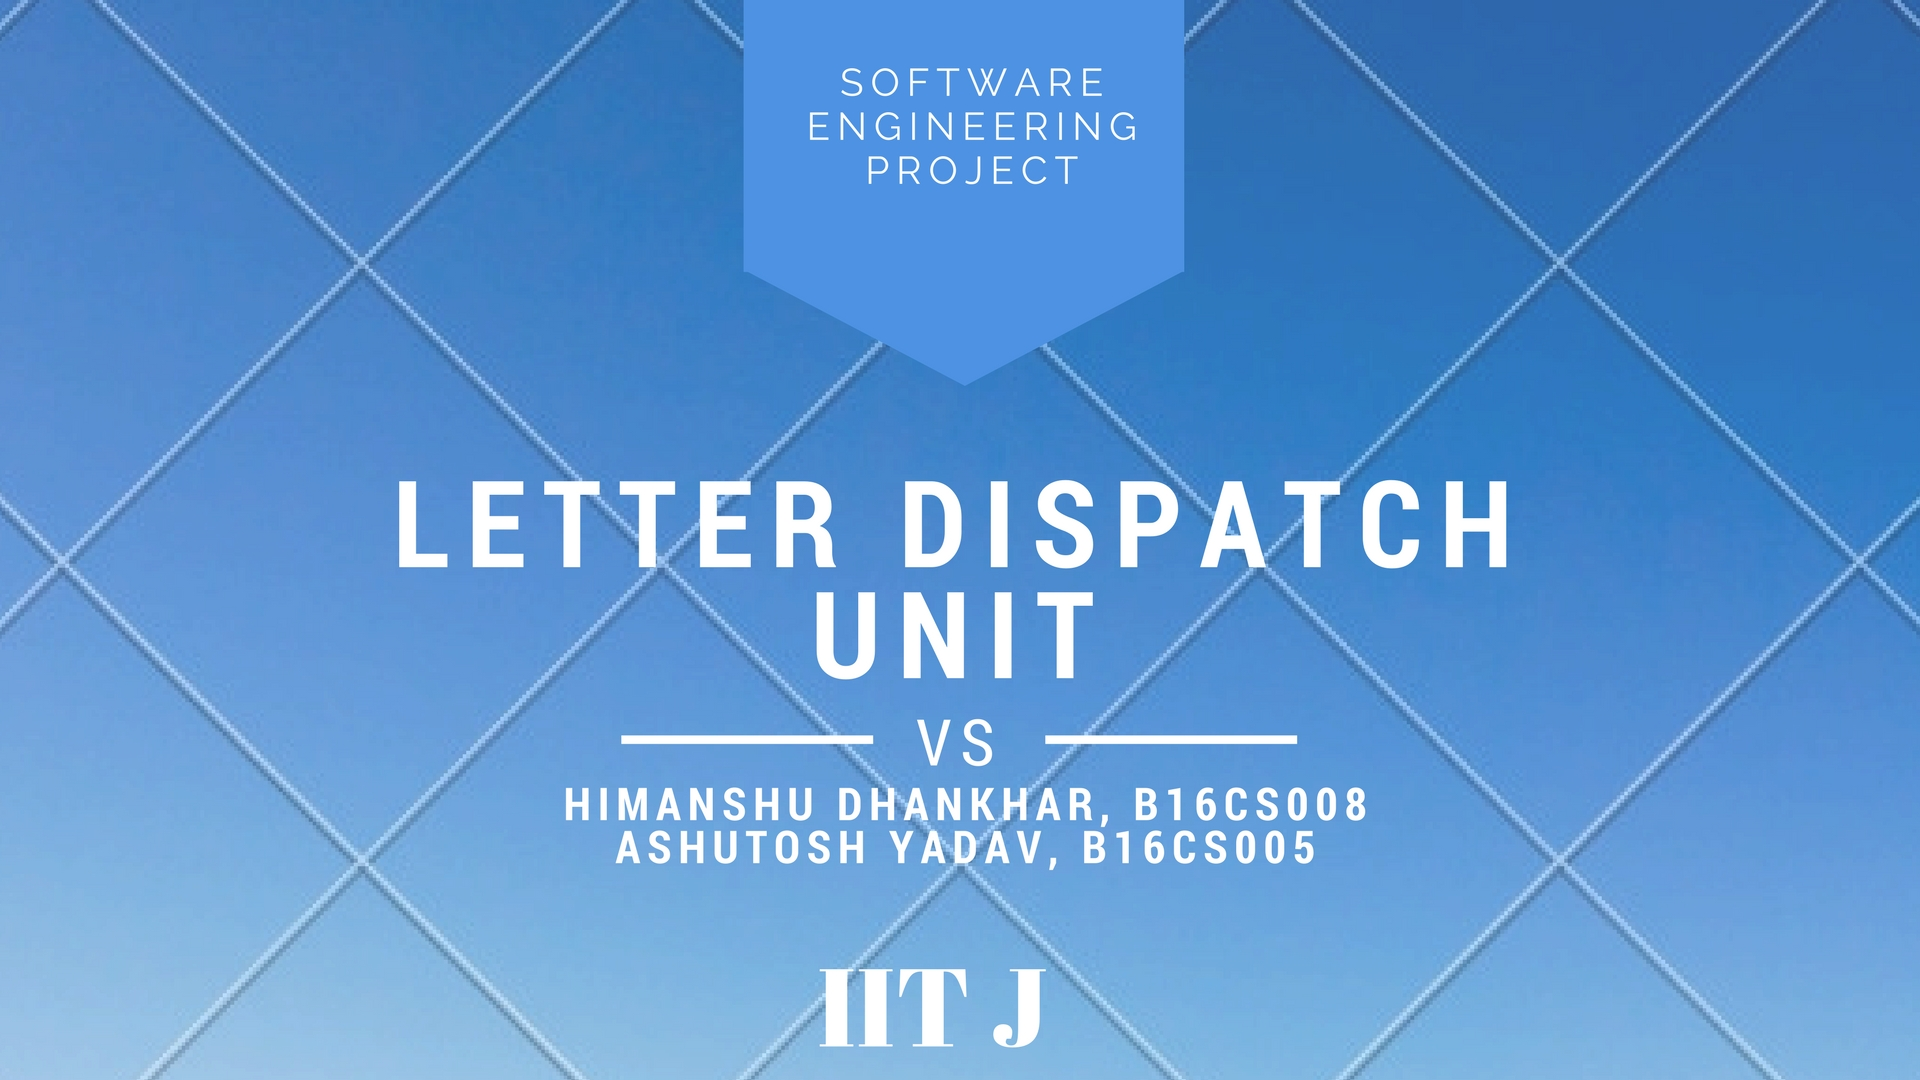 SOFTWARE
ENGINEERING
PROJECT
LETTER DISPATCH
UNIT
VS
HIMANSHU DHANKHAR, B16CS008
ASHUTOSH YADAV, B16CS005
IIT J